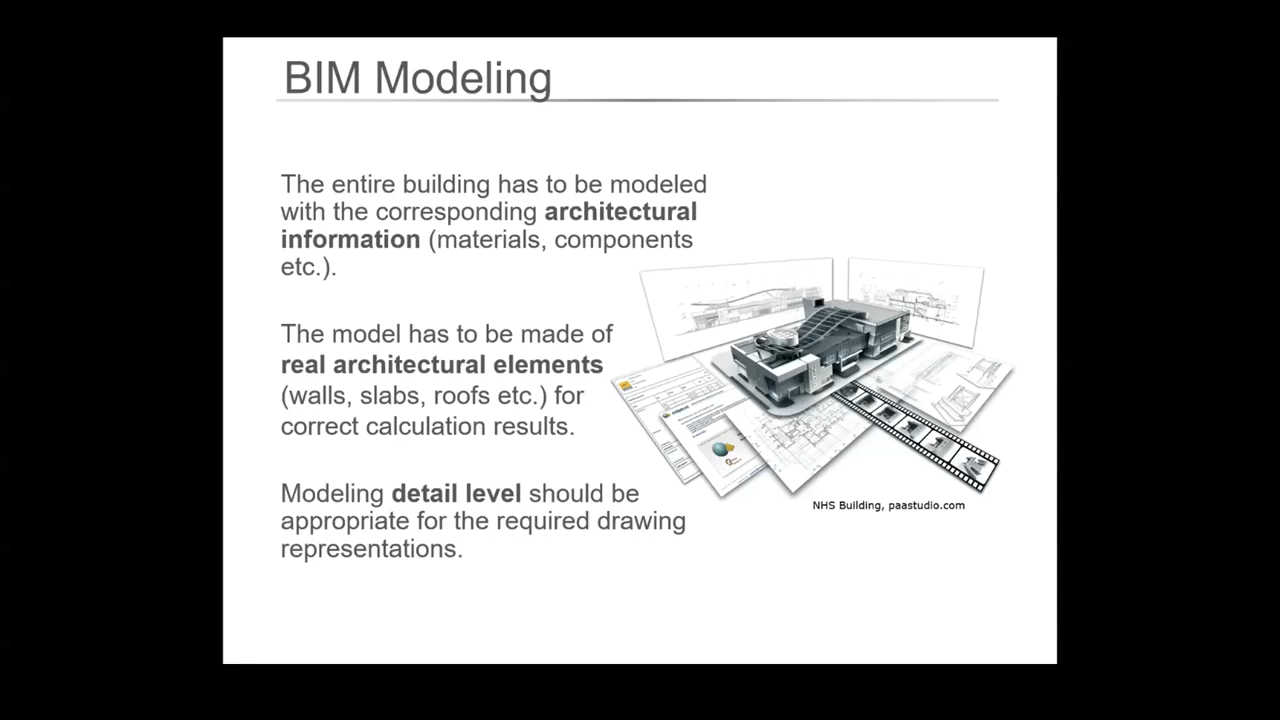 BIM Modeling
The entire building has to be modeled
with the corresponding architectural
information (materials, components
etc.).
The model has to be made of
real architectural elements
(walls, slabs, roofs etc.) for
correct calculation results.
Modeling detail level should be
appropriate for the required drawing
representations.
NHS Building, paastudio.com